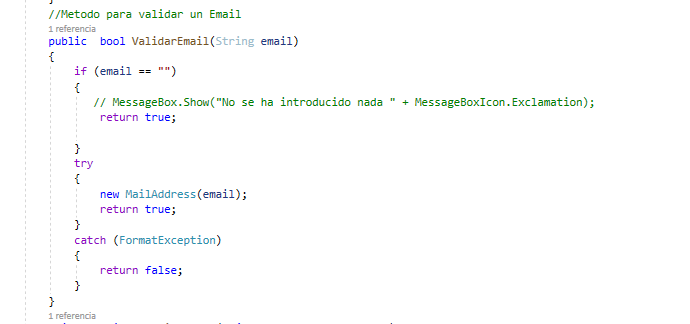 //Metodo para validar un Email
1 referencia
public bool ValidarEmail(String email)
{
if (email == "")
{
// MessageBox.Show("No se ha introducido nada " + MessageBoxIcon.Exclamation);
return true;
}
try
{
new MailAddress(email);
return true;
}
catch (FormatException)
{
return false;
}
}
1 referencia